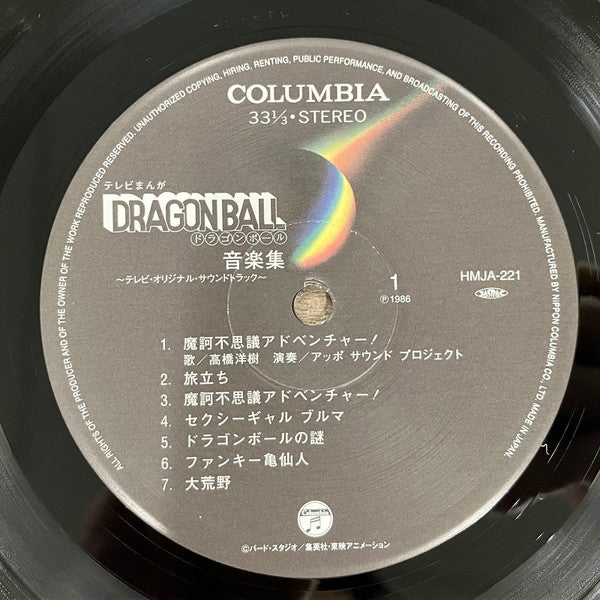 ALL RIGHTS OF THE PRODUCER AND OF THE OWNER OF THE WORK REPRODUCED RESERVED. UNAUTHORIZED COPYING, HIRING, RENTING, PUBLIC PERFORMANCE, AND BROADCASTING OF THIS RECORDING PROHIBITED. MANUFACTURED BY NIPPON COLUMBIA CO., LTD. MADE IN JAPAN.
COLUMBIA
33⅓・STEREO
テレビまんが
DRAGONBALL
ドラゴンボール
音楽集
～テレビ・オリジナル・サウンドトラック～
1
Ⓟ1986
HMJA-221
1. 魔訶不思議アドベンチャー!
歌/高橋洋樹 演奏/アッポ サウンド プロジェクト
2. 旅立ち
3. 魔訶不思議アドベンチャー!
4. セクシーギャル ブルマ
5. ドラゴンボールの謎
6. ファンキー亀仙人
7. 大荒野
©バード・スタジオ/集英社・東映アニメーション